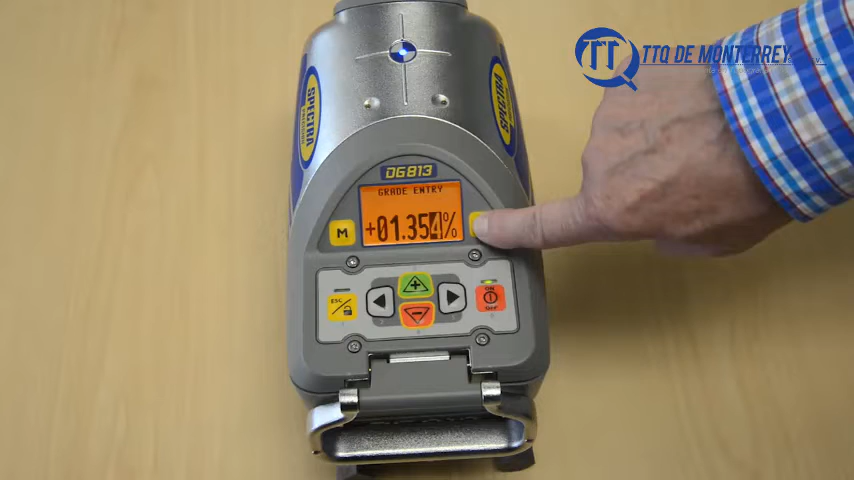 TTQ DE MONTERREY
SPECTRA
SPECTRA
DG813
GRADE ENTRY
+01.354%
M
ESC
+
ON
OFF